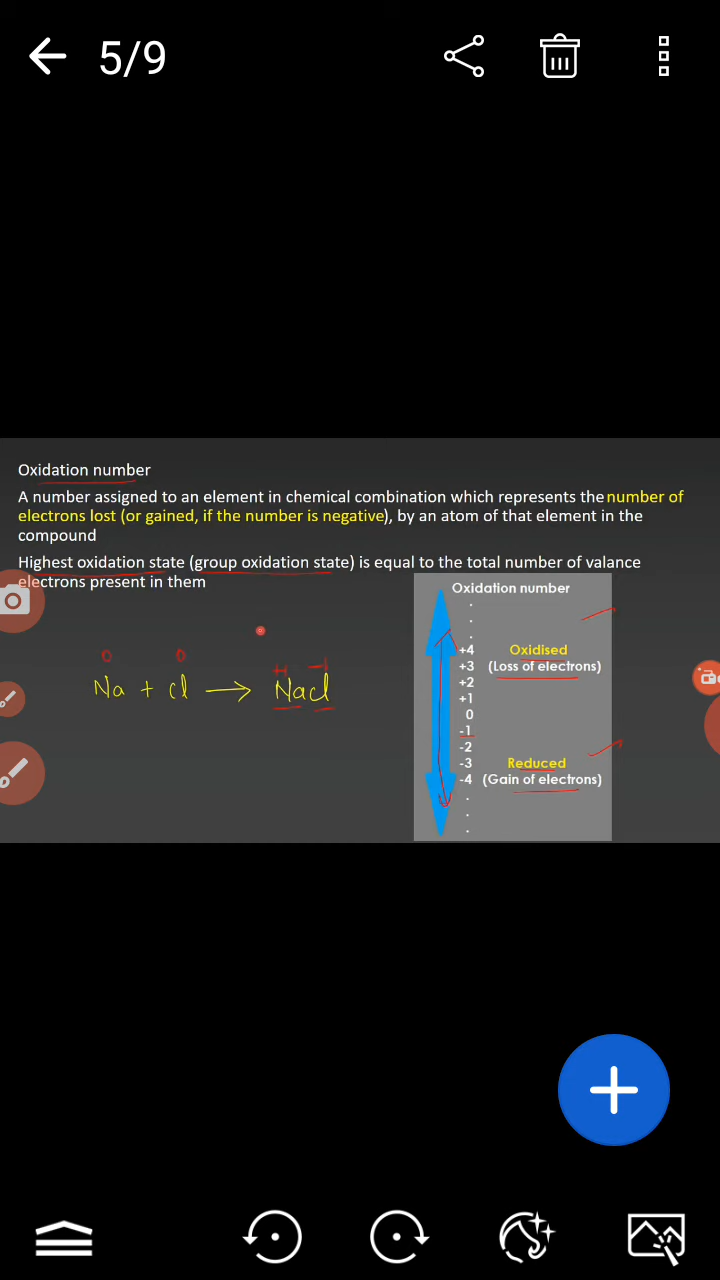 5/9
Oxidation number
A number assigned to an element in chemical combination which represents the number of
electrons lost (or gained, if the number is negative), by an atom of that element in the
compound
Highest oxidation state (group oxidation state) is equal to the total number of valance
electrons present in them
0 0 +1 -1
Na + Cl → NaCl
Oxidation number
.
.
.
+4 Oxidised
+3 (Loss of electrons)
+2
+1
0
-1
-2
-3 Reduced
-4 (Gain of electrons)
.
.
.